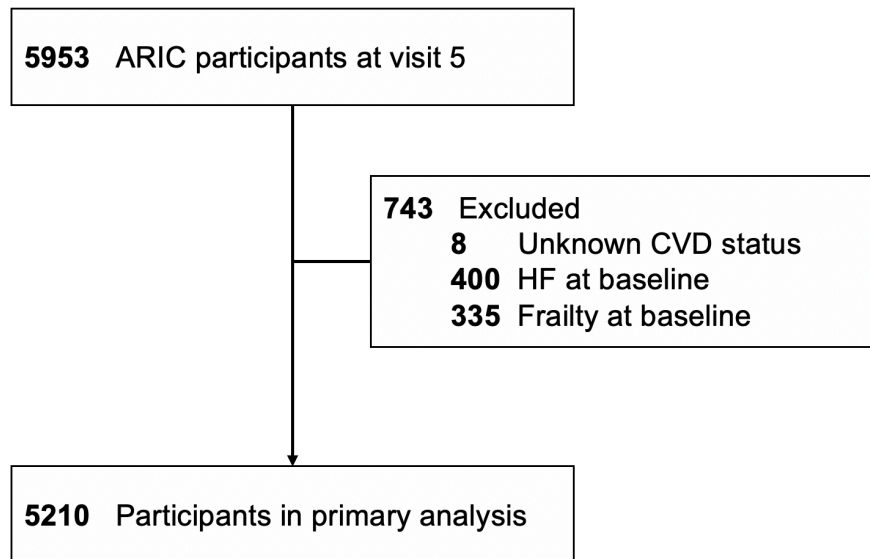 5953 ARIC participants at visit 5
743 Excluded
8 Unknown CVD status
400 HF at baseline
335 Frailty at baseline
5210 Participants in primary analysis